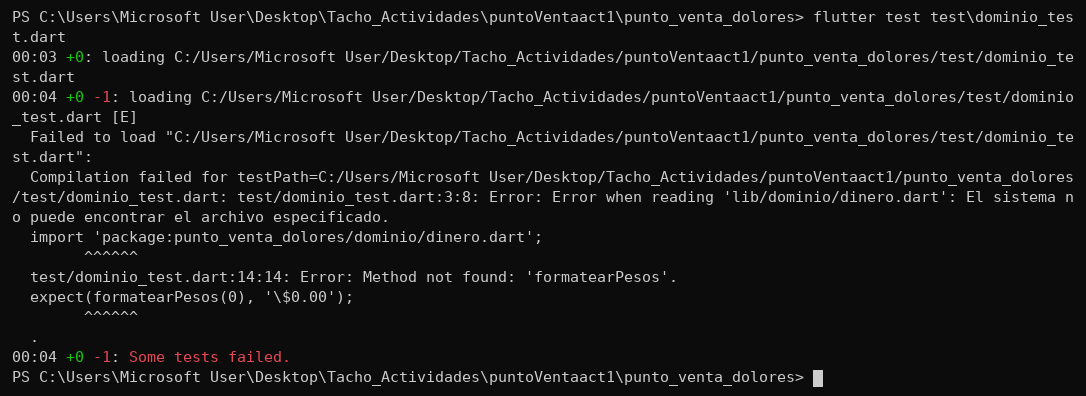 PS C:\Users\Microsoft User\Desktop\Tacho_Actividades\puntoVentaact1\punto_venta_dolores> flutter test test\dominio_tes
t.dart
00:03 +0: loading C:/Users/Microsoft User/Desktop/Tacho_Actividades/puntoVentaact1/punto_venta_dolores/test/dominio_te
st.dart
00:04 +0 -1: loading C:/Users/Microsoft User/Desktop/Tacho_Actividades/puntoVentaact1/punto_venta_dolores/test/dominio
_test.dart [E]
  Failed to load "C:/Users/Microsoft User/Desktop/Tacho_Actividades/puntoVentaact1/punto_venta_dolores/test/dominio_te
st.dart":
  Compilation failed for testPath=C:/Users/Microsoft User/Desktop/Tacho_Actividades/puntoVentaact1/punto_venta_dolores
/test/dominio_test.dart: test/dominio_test.dart:3:8: Error: Error when reading 'lib/dominio/dinero.dart': El sistema n
o puede encontrar el archivo especificado.
  import 'package:punto_venta_dolores/dominio/dinero.dart';
        ^^^^^^
  test/dominio_test.dart:14:14: Error: Method not found: 'formatearPesos'.
  expect(formatearPesos(0), '\$0.00');
        ^^^^^^
  .
00:04 +0 -1: Some tests failed.
PS C:\Users\Microsoft User\Desktop\Tacho_Actividades\puntoVentaact1\punto_venta_dolores>